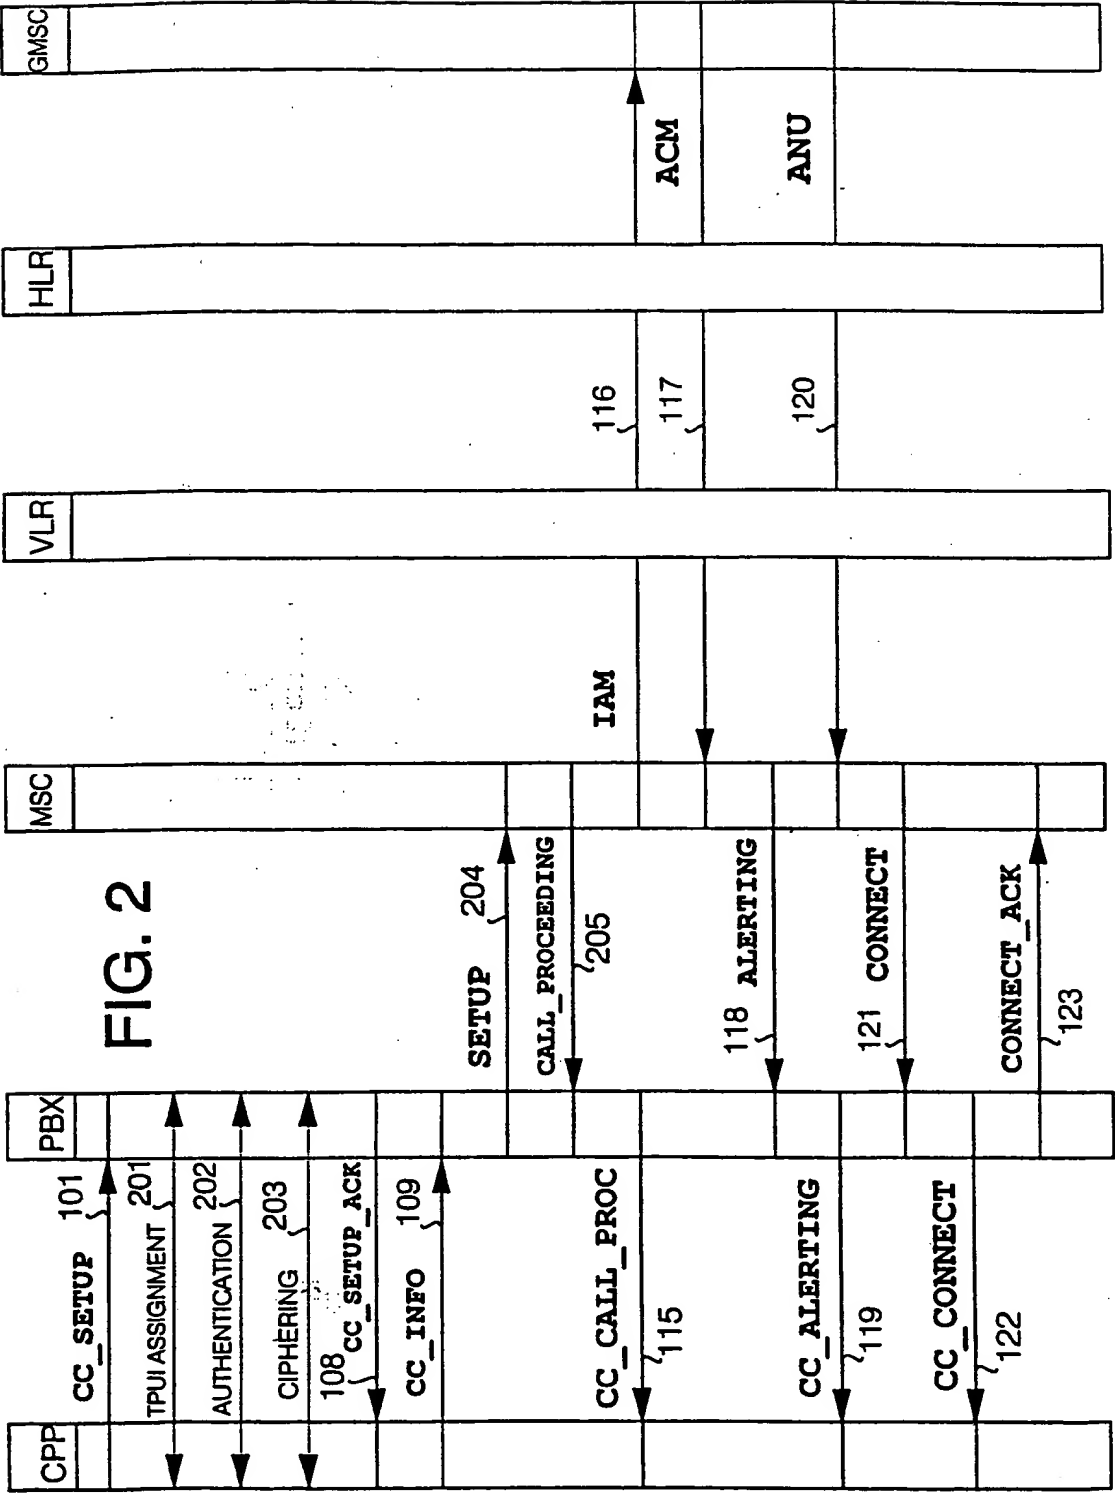 FIG. 2
CPP
PBX
MSC
VLR
HLR
GMSC
CC_SETUP
101
TPUI ASSIGNMENT
201
AUTHENTICATION
202
CIPHERING
203
108
CC_SETUP_ACK
CC_INFO
109
SETUP
204
CALL_PROCEEDING
205
IAM
116
CC_CALL_PROC
115
ACM
117
118
ALERTING
CC_ALERTING
119
ANU
120
121
CONNECT
CC_CONNECT
122
CONNECT_ACK
123